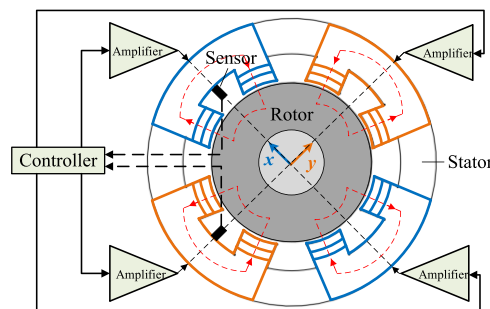 Amplifier
Amplifier
Sensor
Rotor
Controller
x
y
Stator
Amplifier
Amplifier